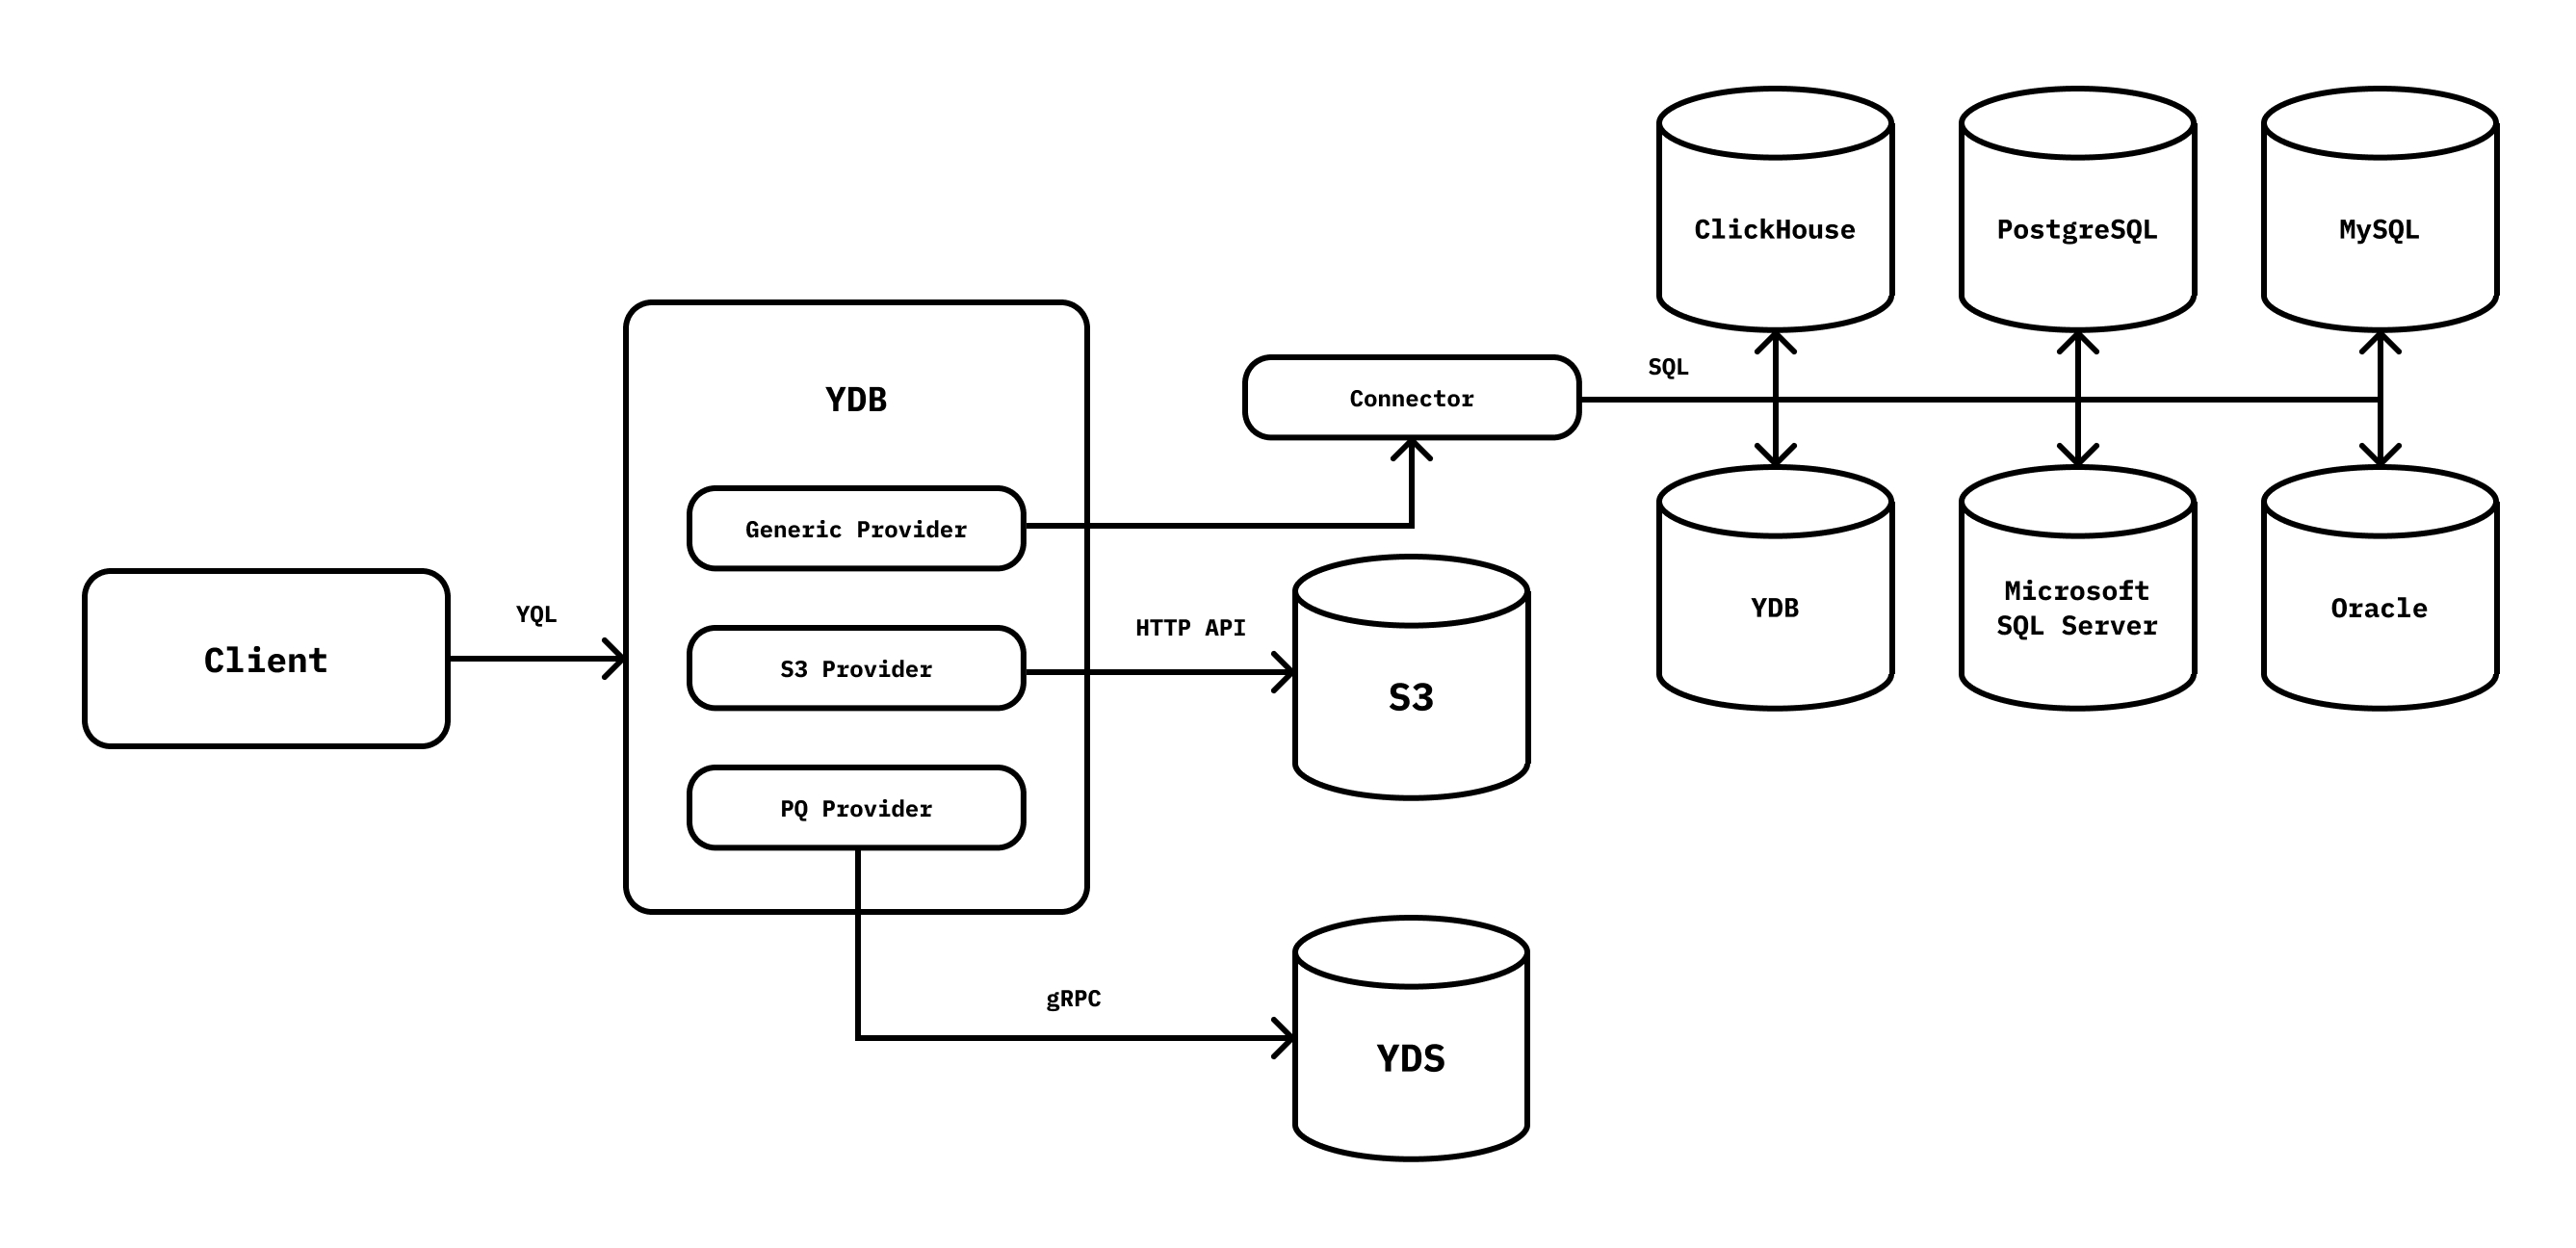 Client
YQL
YDB
Generic Provider
S3 Provider
PQ Provider
HTTP API
gRPC
Connector
S3
YDS
SQL
ClickHouse
PostgreSQL
MySQL
YDB
Microsoft
SQL Server
Oracle